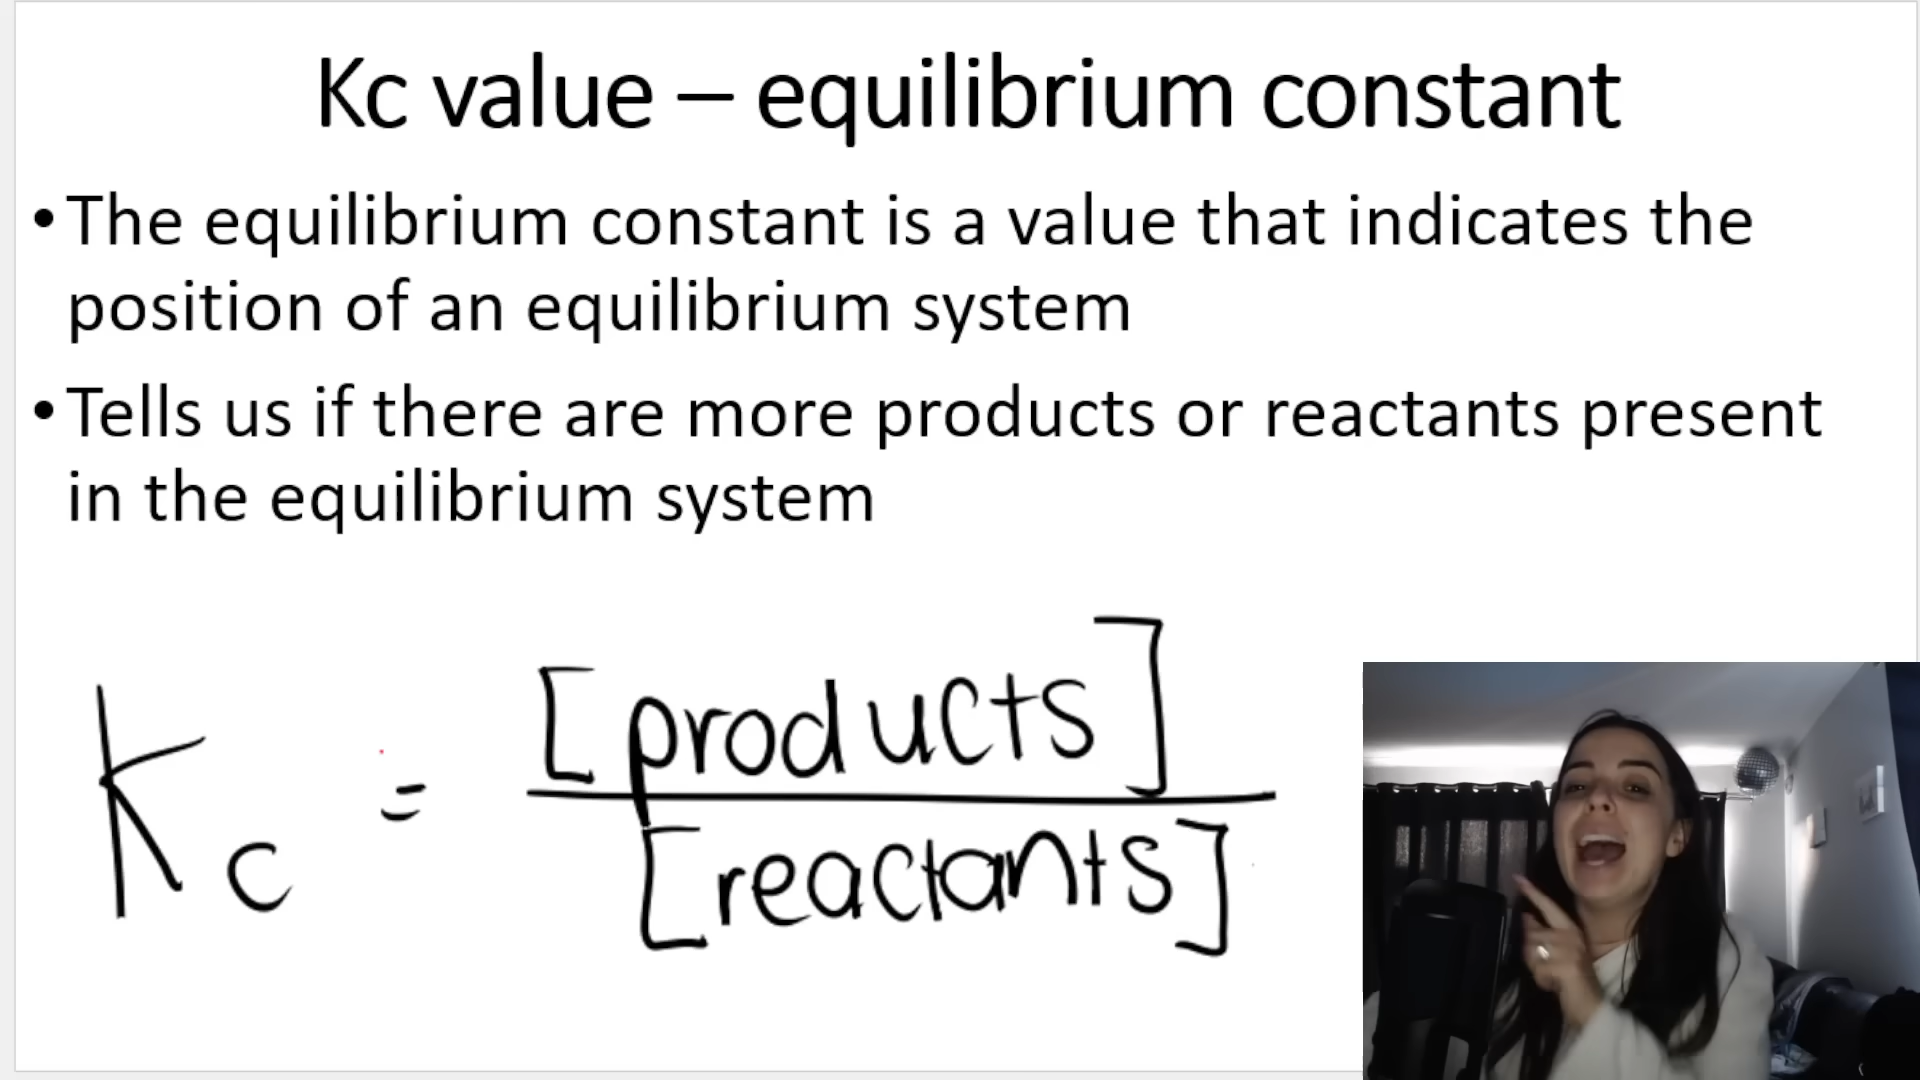 Kc value – equilibrium constant
• The equilibrium constant is a value that indicates the
position of an equilibrium system
• Tells us if there are more products or reactants present
in the equilibrium system
[products]
Kc =
[reactants]